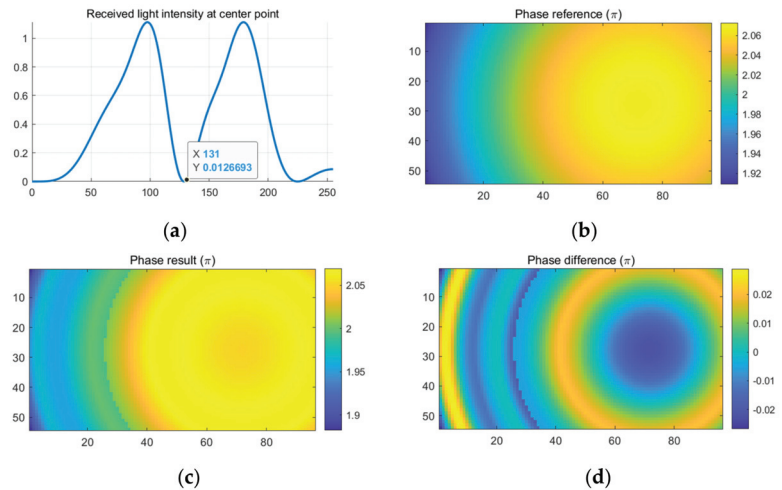 Received light intensity at center point
1
0.8
0.6
0.4
0.2
0
X 131
Y 0.0126693
0 50 100 150 200 250
(a)
Phase reference (π)
10
20
30
40
50
20 40 60 80
2.06
2.04
2.02
2
1.98
1.96
1.94
1.92
(b)
Phase result (π)
10
20
30
40
50
20 40 60 80
2.05
2
1.95
1.9
(c)
Phase difference (π)
10
20
30
40
50
20 40 60 80
0.02
0.01
0
-0.01
-0.02
(d)